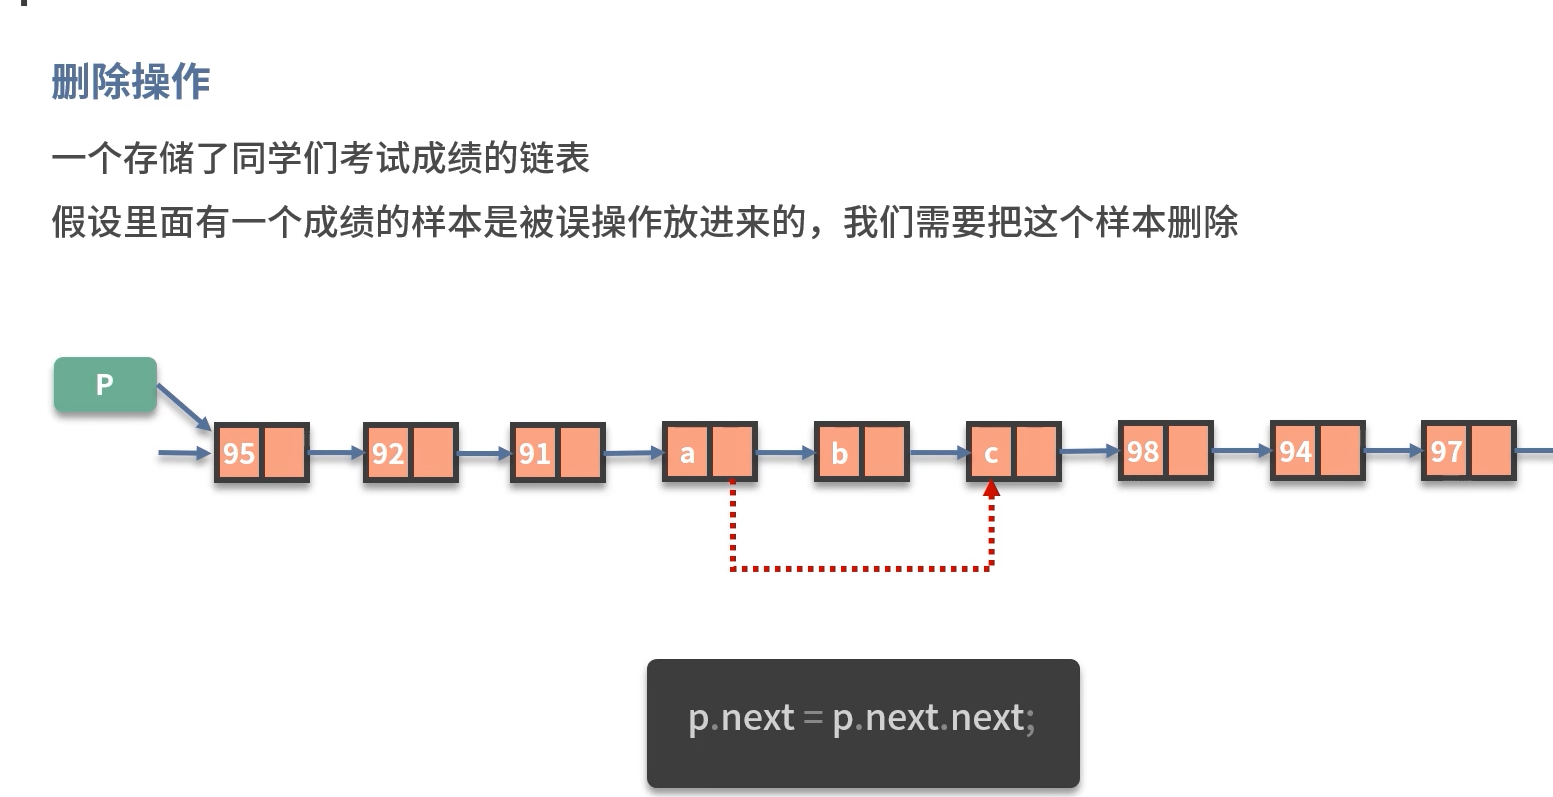 删除操作
一个存储了同学们考试成绩的链表
假设里面有一个成绩的样本是被误操作放进来的，我们需要把这个样本删除
P
95 92 91 a b c 98 94 97
p.next = p.next.next;